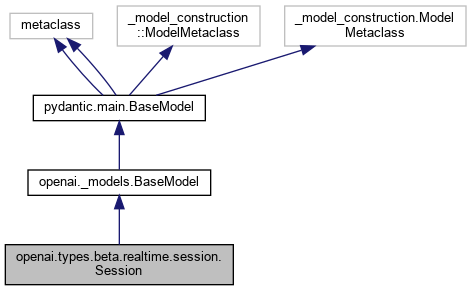 metaclass
_model_construction
::ModelMetaclass
_model_construction.Model
Metaclass
pydantic.main.BaseModel
openai._models.BaseModel
openai.types.beta.realtime.session.
Session